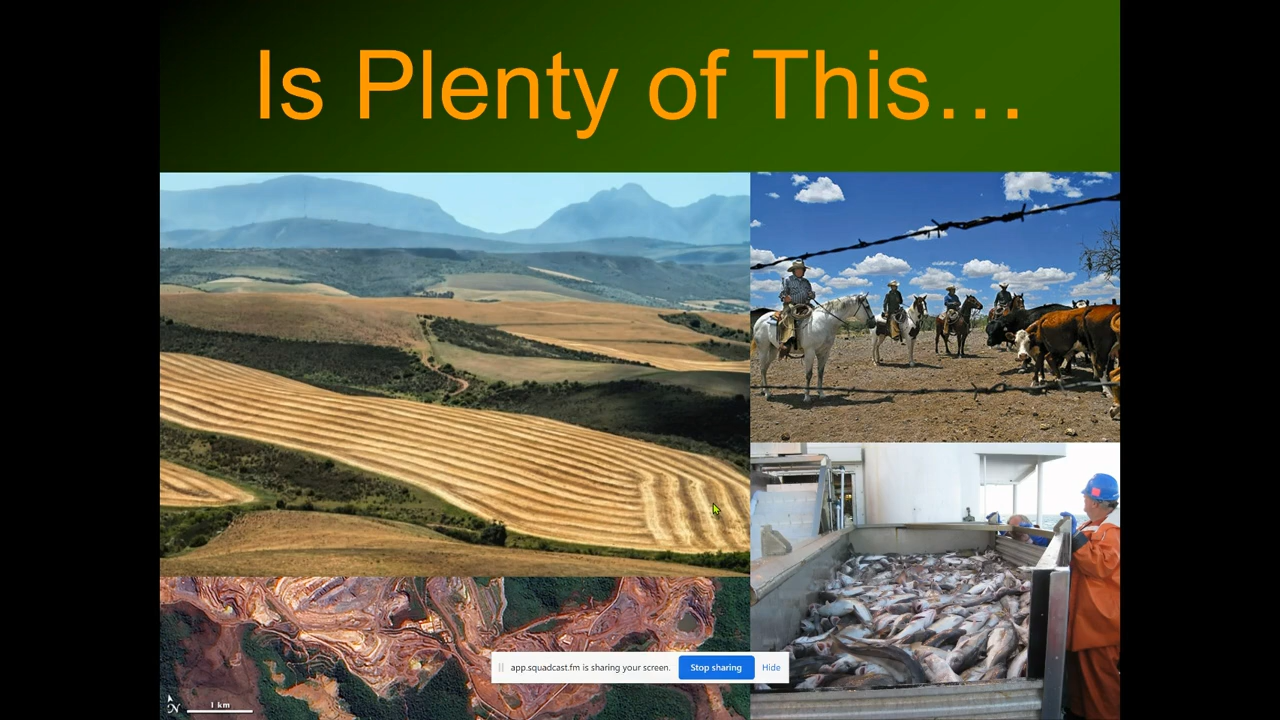 Is Plenty of This…
app.squadcast.fm is sharing your screen. Stop sharing Hide
N
1 km